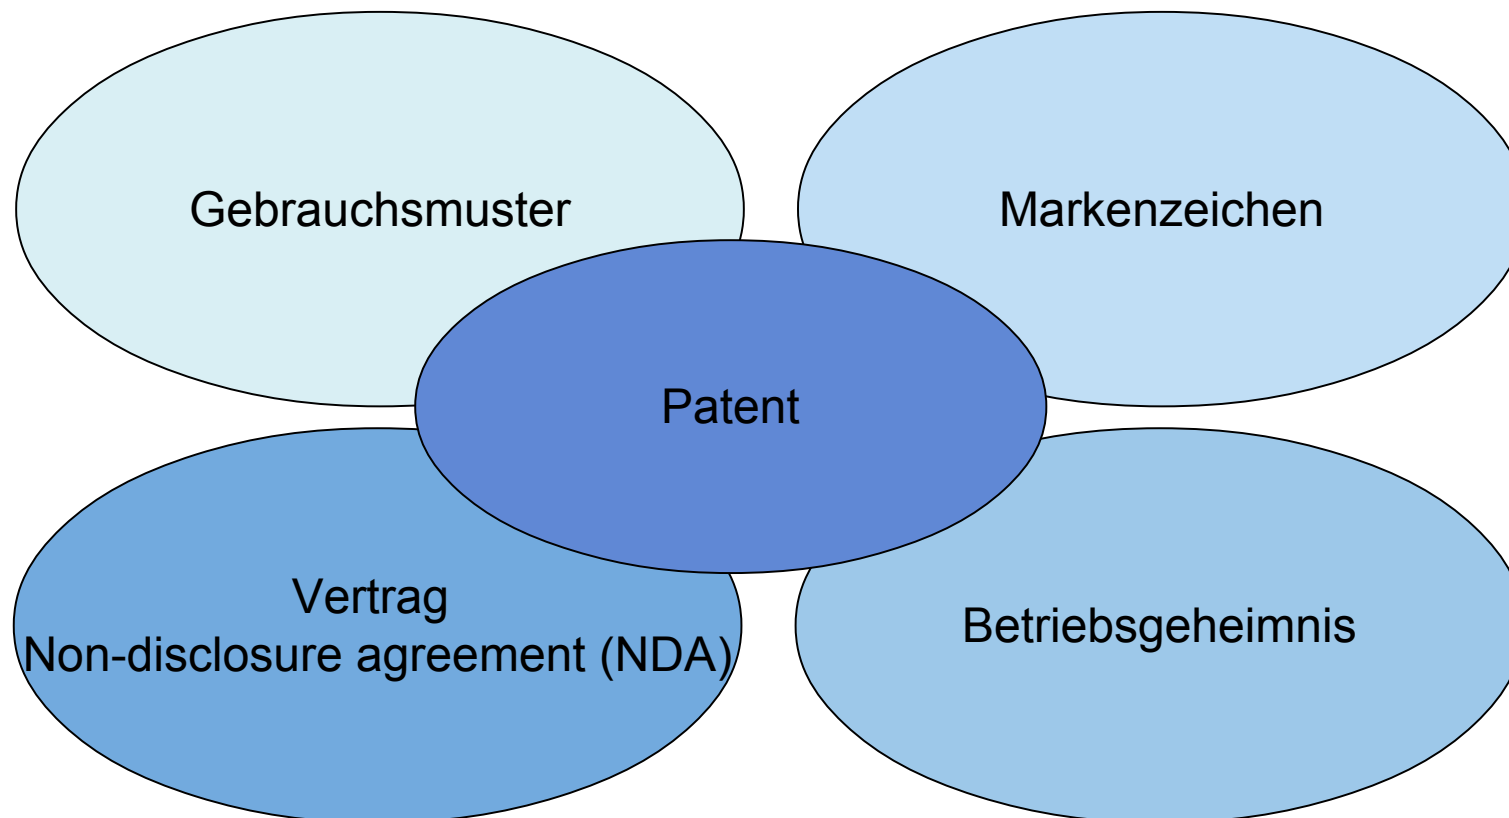 Gebrauchsmuster
Markenzeichen
Patent
Vertrag
Non-disclosure agreement (NDA)
Betriebsgeheimnis